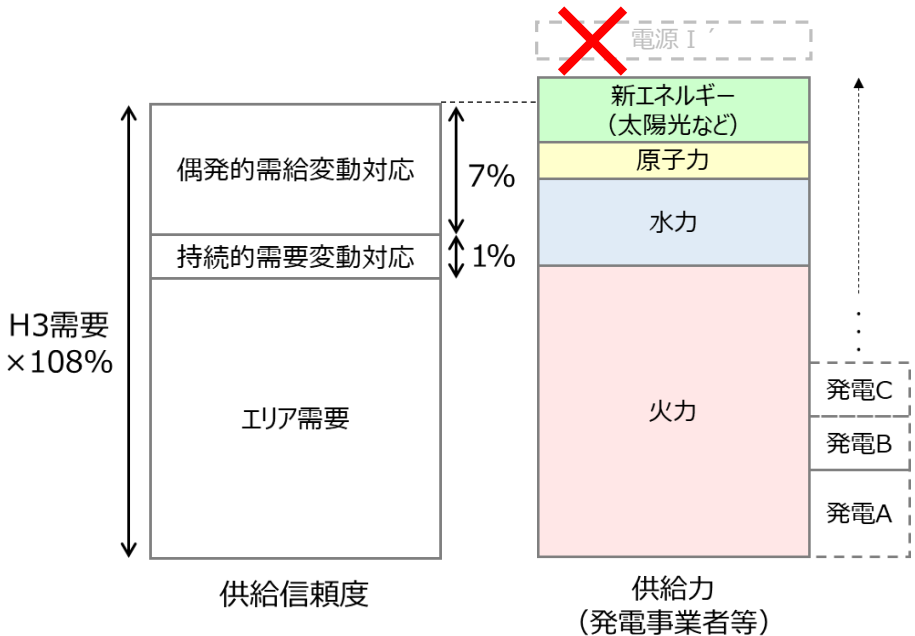 電源Ⅰ´
新エネルギー
（太陽光など）
原子力
水力
火力
偶発的需給変動対応
7%
持続的需要変動対応
1%
H3需要
×108%
エリア需要
発電C
発電B
発電A
供給信頼度
供給力
（発電事業者等）